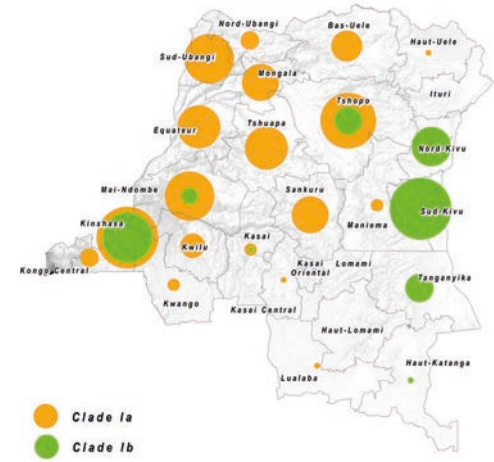 Nord-Ubangi
Bas-Uele
Haut-Uele
Sud-Ubangi
Mongala
Ituri
Tshopo
Equateur
Tshuapa
Nord-Kivu
Mai-Ndombe
Sankuru
Sud-Kivu
Kinshasa
Maniema
Kwilu
Kasai
Kasai
Oriental
Lomami
Kongo Central
Tanganyika
Kwango
Kasai Central
Haut-Lomami
Haut-Katanga
Lualaba
Clade Ia
Clade Ib